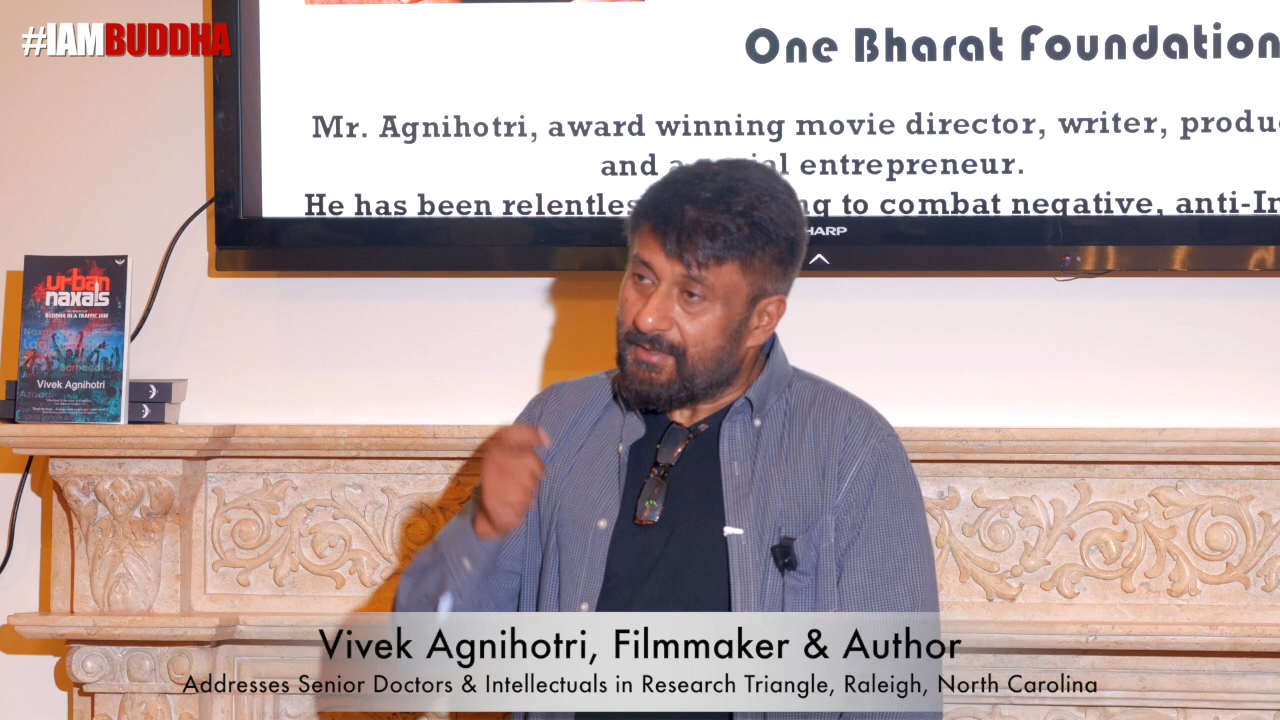 #IAMBUDDHA
One Bharat Foundation
Mr. Agnihotri, award winning movie director, writer,
and entrepreneur.
He has been to combat negative,
SHARP
urban
naxals
BUDDHA IN A TRAFFIC JAM
Vivek Agnihotri
Vivek Agnihotri, Filmmaker & Author
Addresses Senior Doctors & Intellectuals in Research Triangle, Raleigh, North Carolina